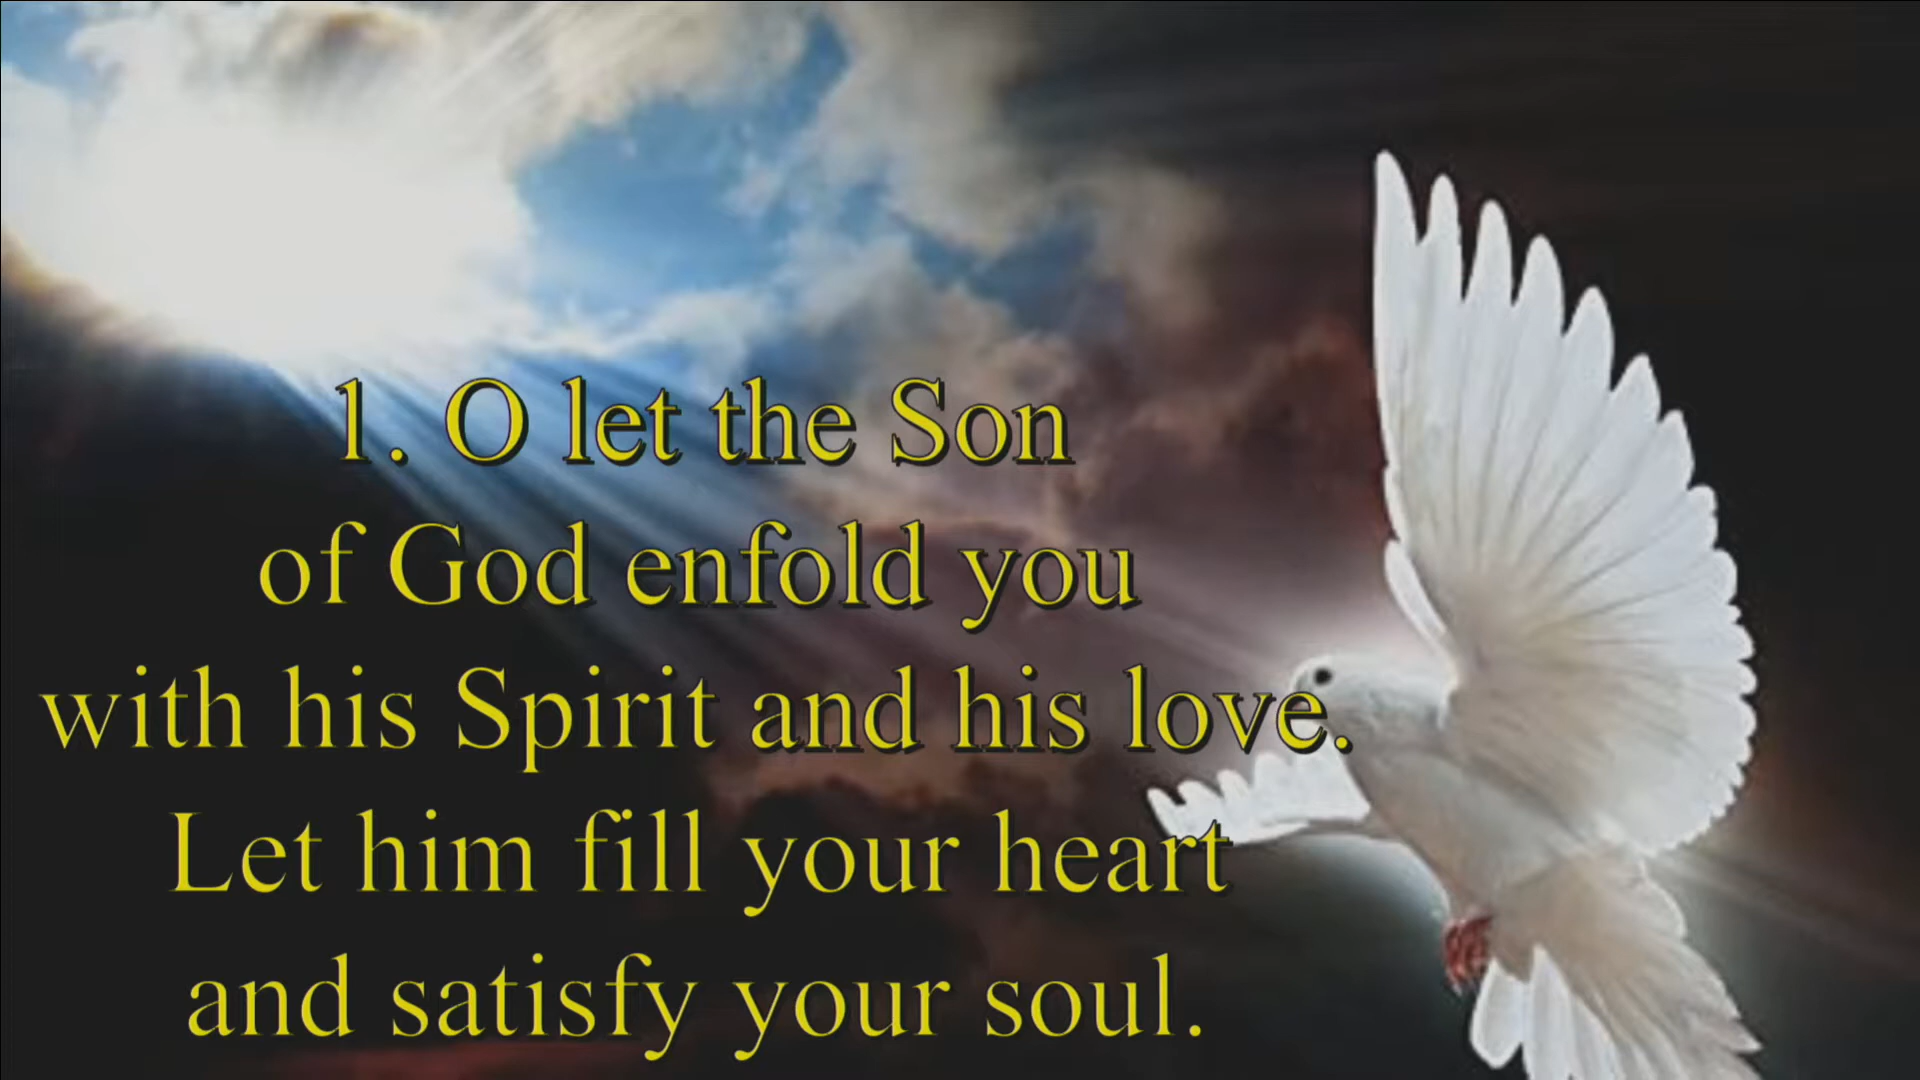 1. O let the Son
of God enfold you
with his Spirit and his love.
Let him fill your heart
and satisfy your soul.